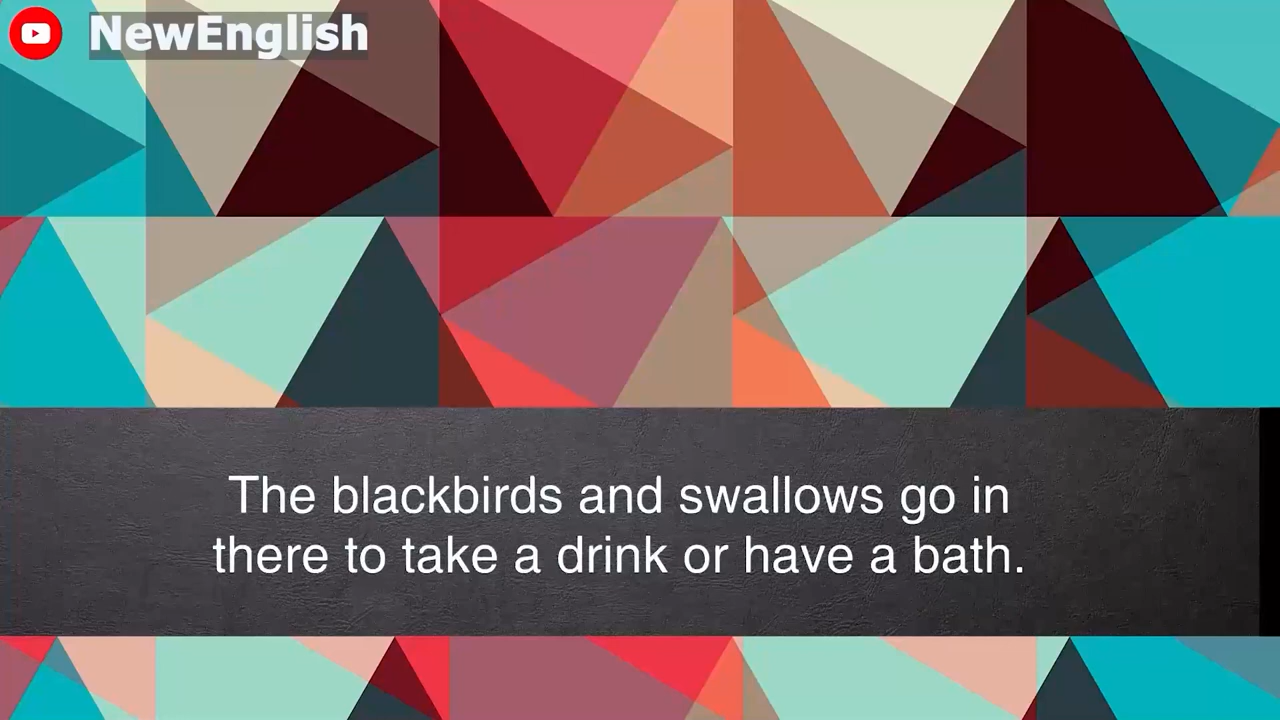 NewEnglish
The blackbirds and swallows go in
there to take a drink or have a bath.